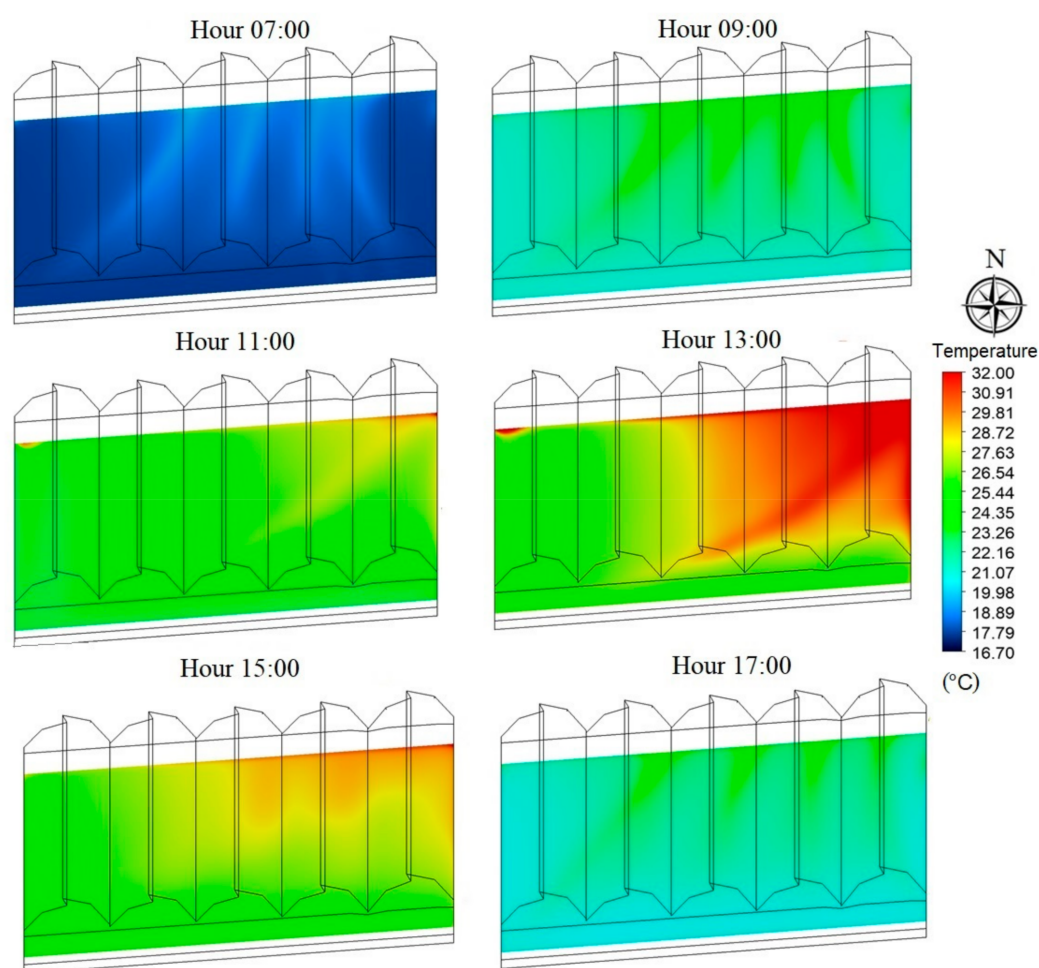 Hour 07:00
Hour 09:00
N
Hour 11:00
Hour 13:00
Temperature
32.00
30.91
29.81
28.72
27.63
26.54
25.44
24.35
23.26
22.16
21.07
19.98
18.89
17.79
16.70
(°C)
Hour 15:00
Hour 17:00